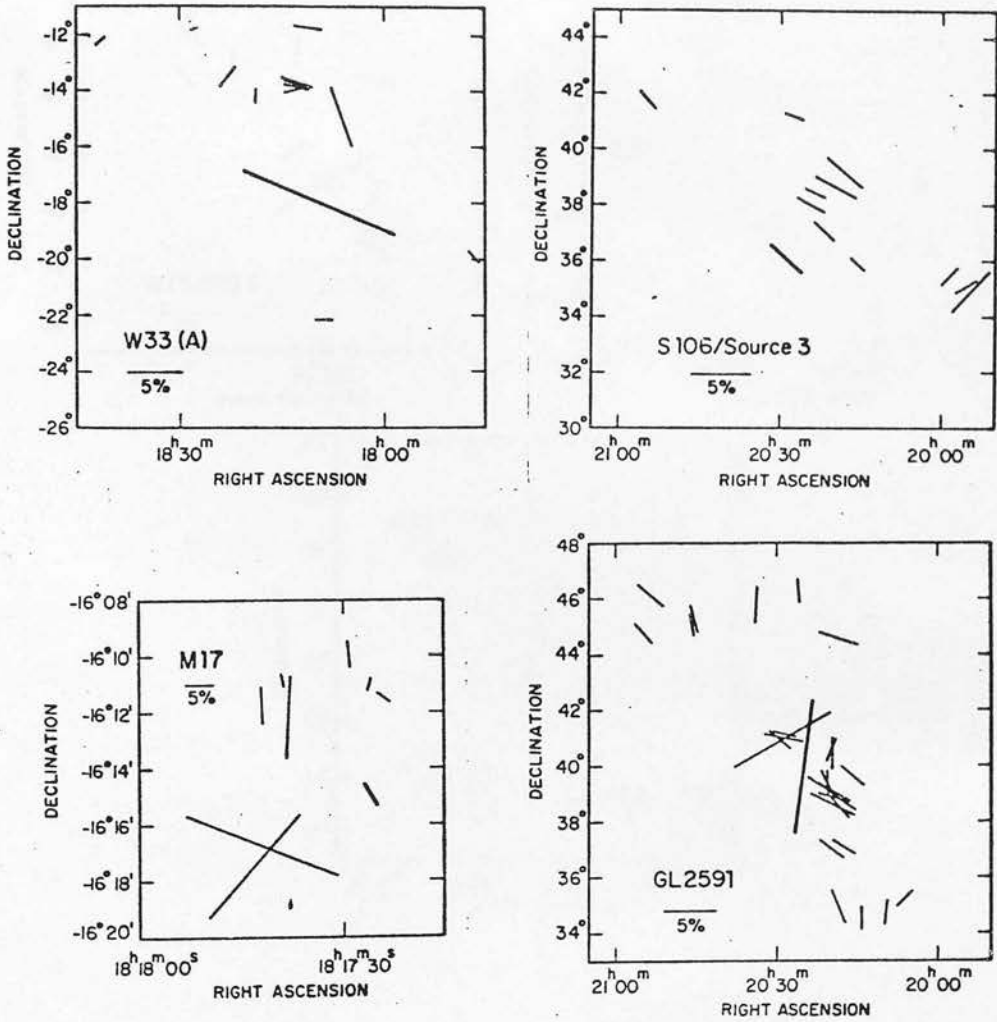 -12°
-14°
-16°
-18°
-20°
-22°
-24°
-26°
DECLINATION
W33 (A)
5%
18ʰ30ᵐ
18ʰ00ᵐ
RIGHT ASCENSION
44°
42°
40°
38°
36°
34°
32°
30°
DECLINATION
S106/Source 3
5%
21ʰ00ᵐ
20ʰ30ᵐ
20ʰ00ᵐ
RIGHT ASCENSION
-16°08'
-16°10'
-16°12'
-16°14'
-16°16'
-16°18'
-16°20'
DECLINATION
M17
5%
18ʰ18ᵐ00ˢ
18ʰ17ᵐ30ˢ
RIGHT ASCENSION
48°
46°
44°
42°
40°
38°
36°
34°
DECLINATION
GL2591
5%
21ʰ00ᵐ
20ʰ30ᵐ
20ʰ00ᵐ
RIGHT ASCENSION